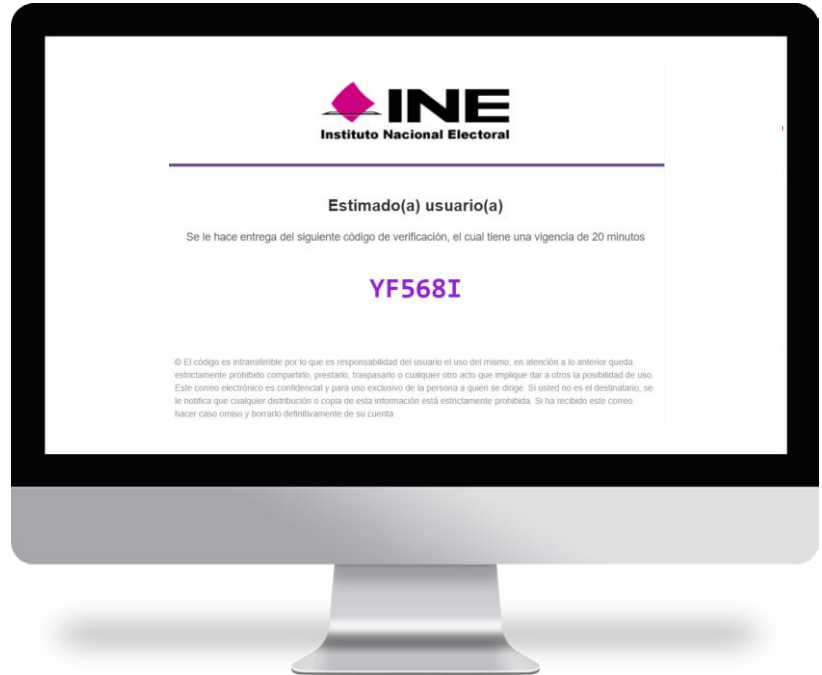 INE
Instituto Nacional Electoral
Estimado(a) usuario(a)
Se le hace entrega del siguiente código de verificación, el cual tiene una vigencia de 20 minutos
YF568I
© El código es intransferible por lo que es responsabilidad del usuario el uso del mismo, en atención a lo anterior queda
estrictamente prohibido compartirlo, prestarlo, traspasarlo o cualquier otro acto que implique dar a otros la posibilidad de uso.
Este correo electrónico es confidencial y para uso exclusivo de la persona a quien se dirige. Si usted no es el destinatario, se
le notifica que cualquier distribución o copia de esta información está estrictamente prohibida. Si ha recibido este correo
hacer caso omiso y borrarlo definitivamente de su cuenta.